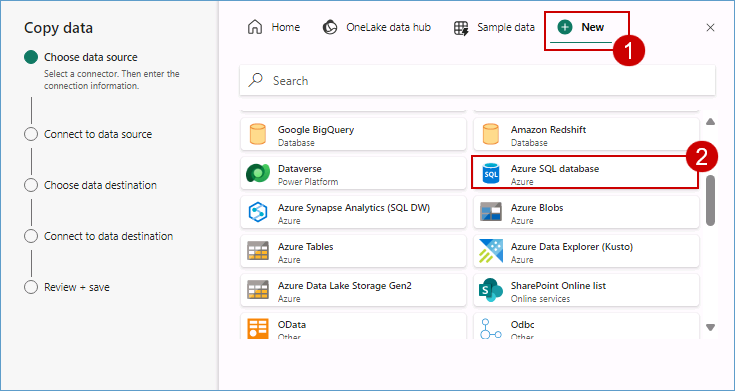 Copy data
Choose data source
Select a connector. Then enter the
connection information.
Connect to data source
Choose data destination
Connect to data destination
Review + save
Home
OneLake data hub
Sample data
New
1
Search
Google BigQuery
Database
Amazon Redshift
Database
Dataverse
Power Platform
SQL
Azure SQL database
Azure
2
Azure Synapse Analytics (SQL DW)
Azure
Azure Blobs
Azure
Azure Tables
Azure
Azure Data Explorer (Kusto)
Azure
Azure Data Lake Storage Gen2
Azure
S
SharePoint Online list
Online services
OData
Other
Odbc
Other